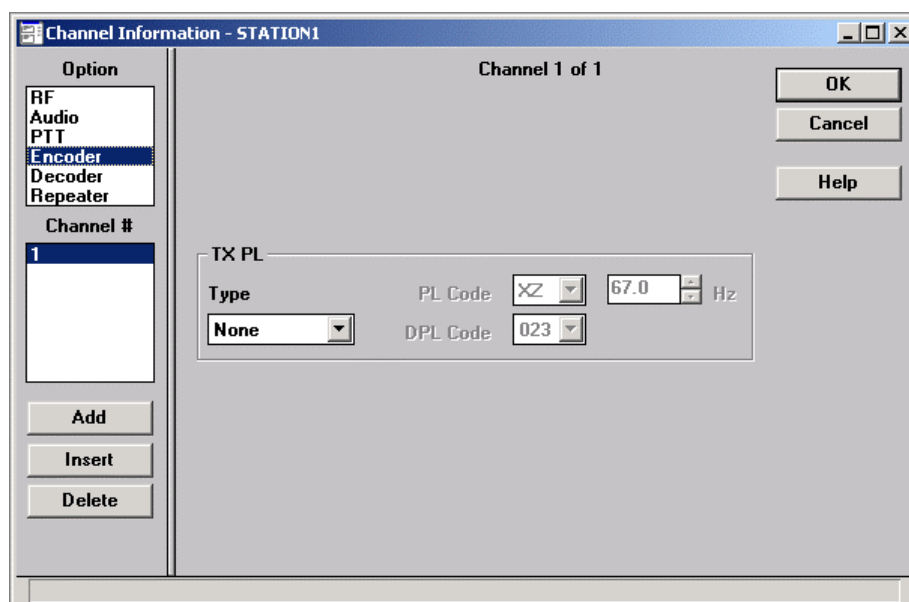 Channel Information - STATION1
Option
RF
Audio
PTT
Encoder
Decoder
Repeater
Channel #
1
Add
Insert
Delete
Channel 1 of 1
OK
Cancel
Help
TX PL
Type
None
PL Code XZ 67.0 Hz
DPL Code 023